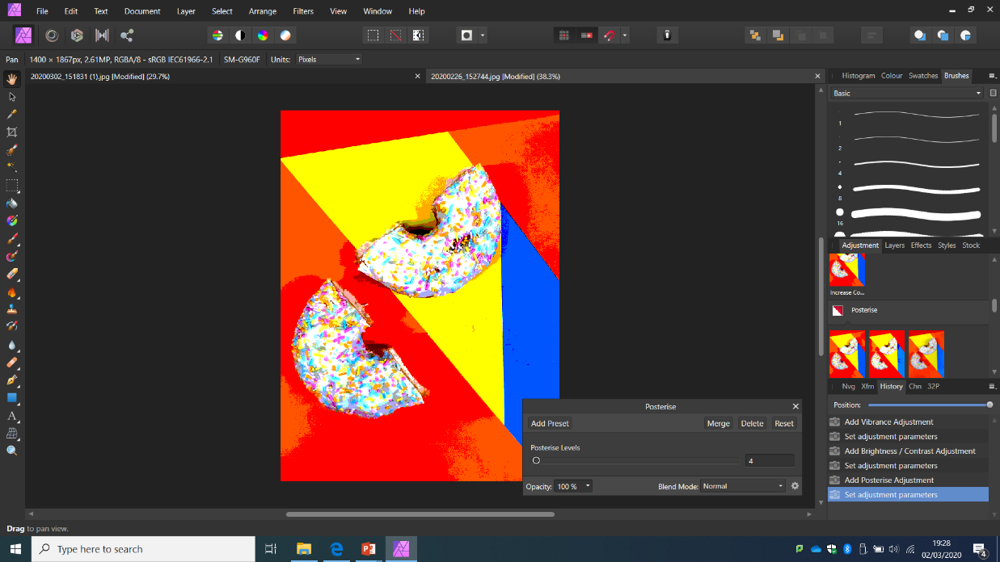 File Edit Text Document Layer Select Arrange Filters View Window Help
Pan 1400 × 1867px, 2.61MP, RGBA/8 - sRGB IEC61966-2.1 SM-G960F Units: Pixels
20200302_151831 (1).jpg [Modified] (29.7%) 20200226_152744.jpg [Modified] (38.3%)
Histogram Colour Swatches Brushes
Basic
1
2
4
8
16
Adjustment Layers Effects Styles Stock
Increase Co...
Posterise
Nvg Xfm History Chn 32P
Position:
Add Vibrance Adjustment
Set adjustment parameters
Add Brightness / Contrast Adjustment
Set adjustment parameters
Add Posterise Adjustment
Set adjustment parameters
Posterise
Add Preset Merge Delete Reset
Posterise Levels
4
Opacity: 100 % Blend Mode: Normal
Drag to pan view.
Type here to search
19:28
02/03/2020
4